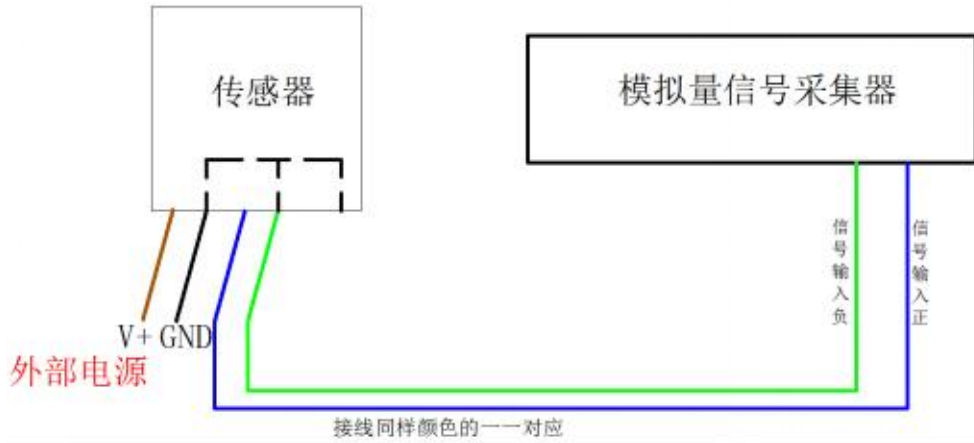 传感器
模拟量信号采集器
信号输入负
信号输入正
V+ GND
外部电源
接线同样颜色的一一对应